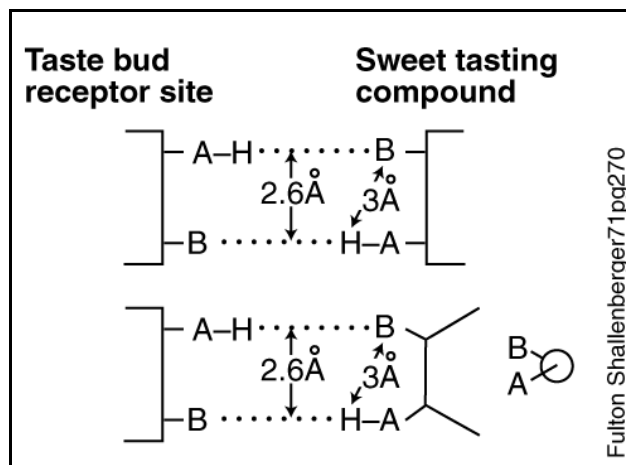 Taste bud
receptor site
Sweet tasting
compound
A–H········B
2.6Å
3Å
B········H–A
A–H········B
2.6Å
3Å
B········H–A
B
A
Fulton Shallenberger71pg270